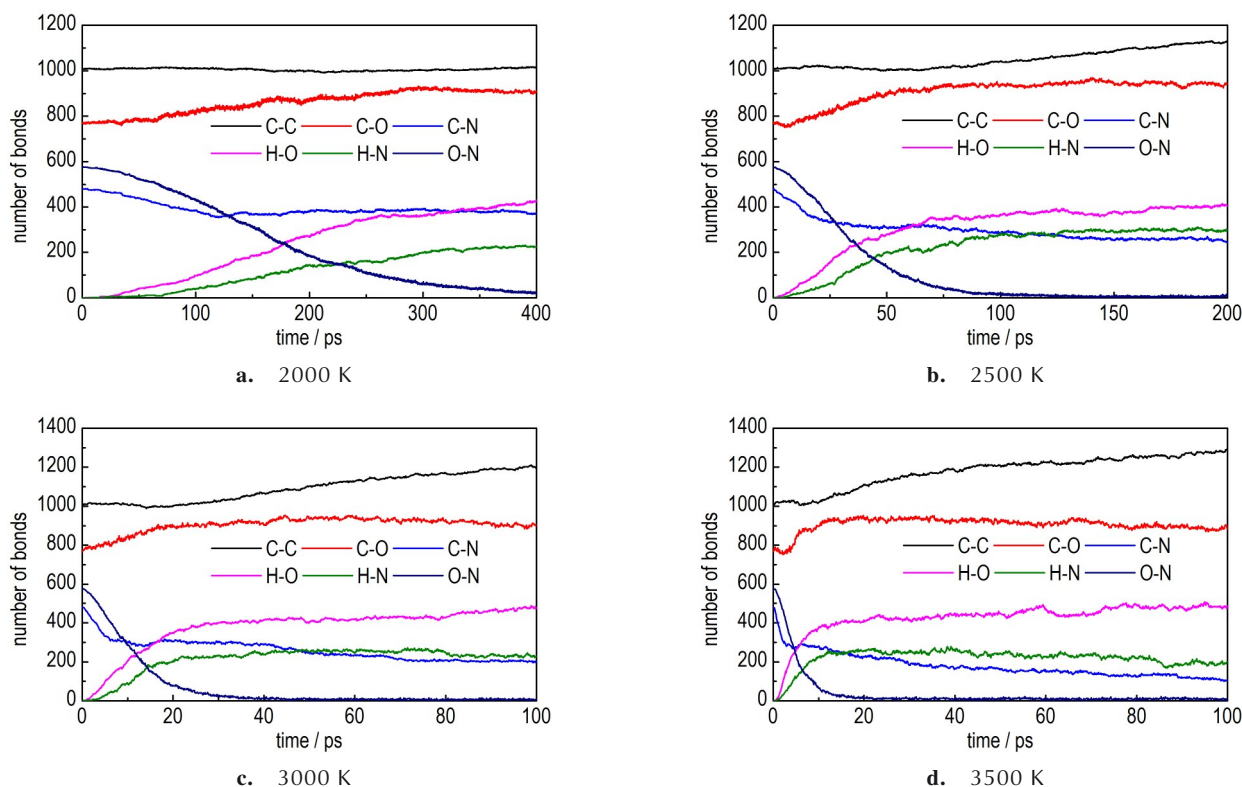 1200
1000
800
600
400
200
0
number of bonds
C-C C-O C-N
H-O H-N O-N
0 100 200 300 400
time / ps
a. 2000 K
1200
1000
800
600
400
200
0
number of bonds
C-C C-O C-N
H-O H-N O-N
0 50 100 150 200
time / ps
b. 2500 K
1400
1200
1000
800
600
400
200
0
number of bonds
C-C C-O C-N
H-O H-N O-N
0 20 40 60 80 100
time / ps
c. 3000 K
1400
1200
1000
800
600
400
200
0
number of bonds
C-C C-O C-N
H-O H-N O-N
0 20 40 60 80 100
time / ps
d. 3500 K